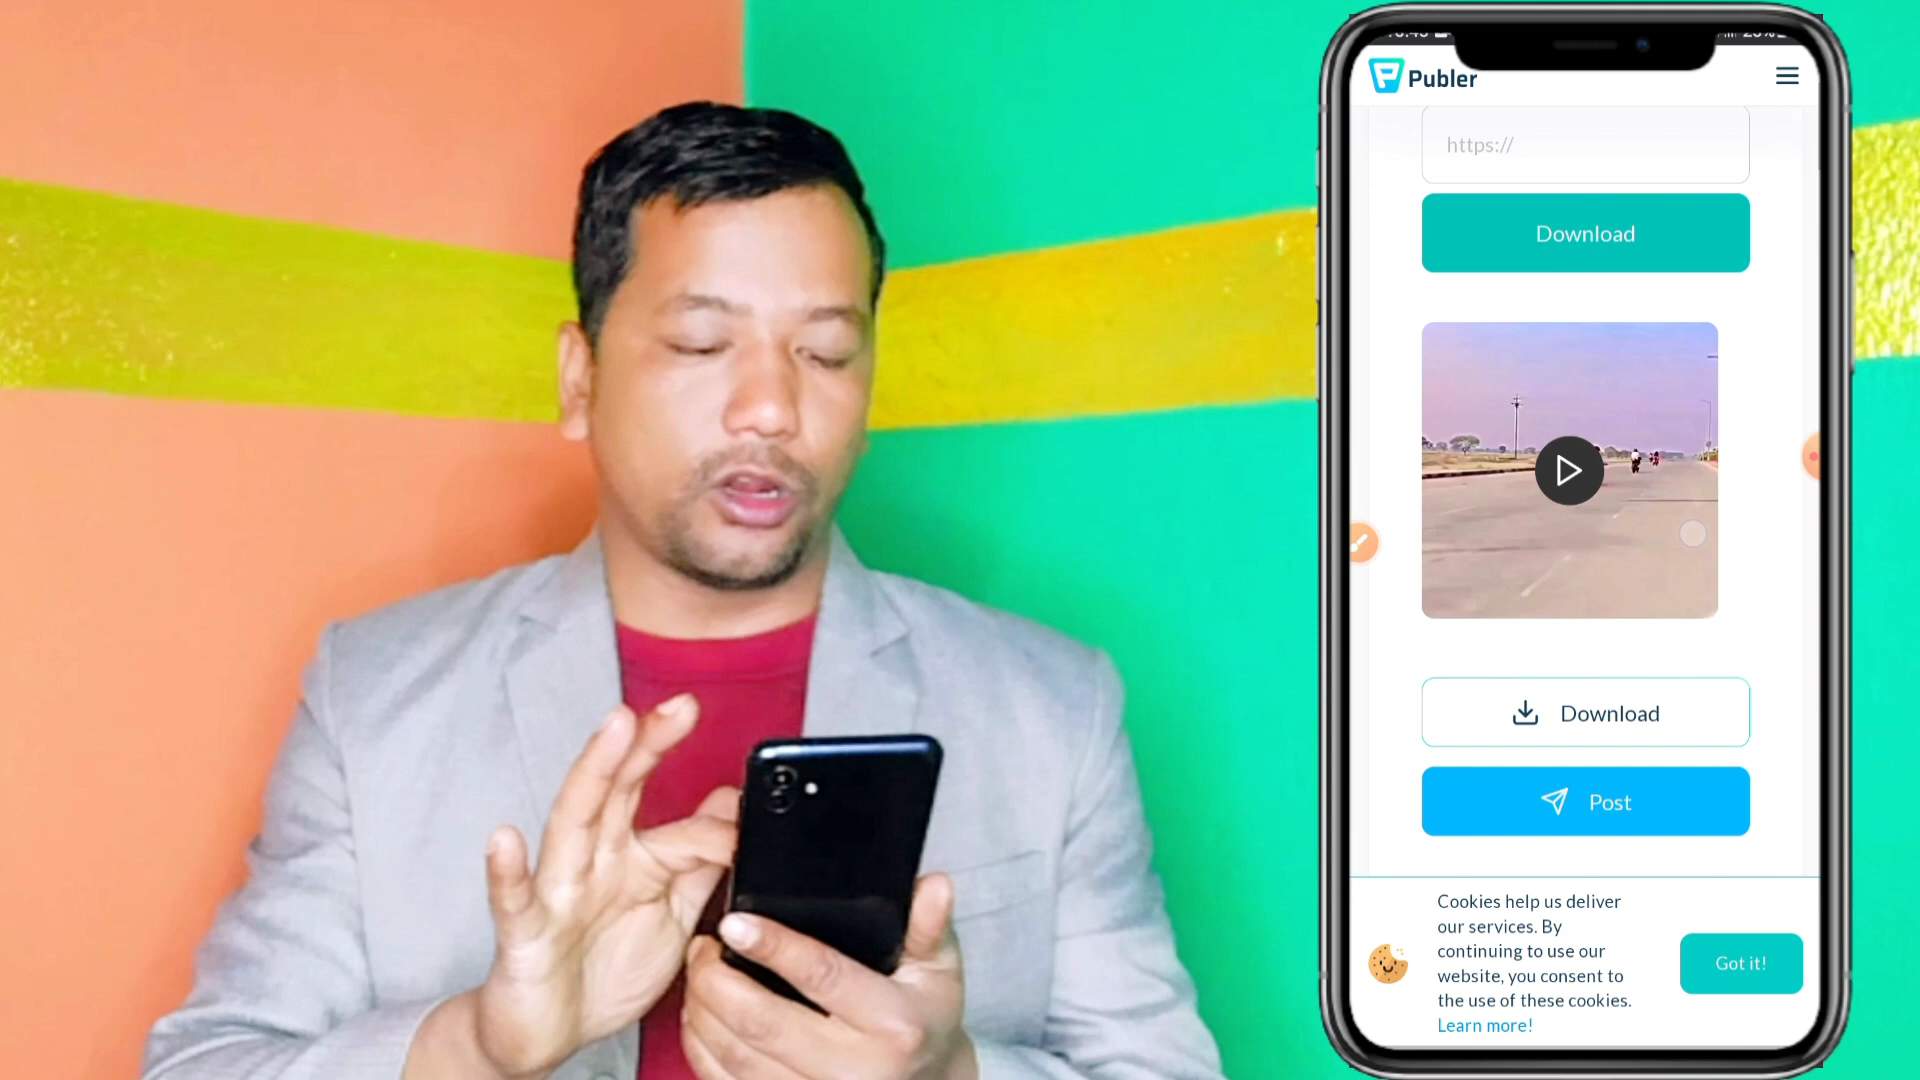 Publer
https://
Download
Download
Post
Cookies help us deliver
our services. By
continuing to use our
website, you consent to
the use of these cookies.
Learn more!
Got it!